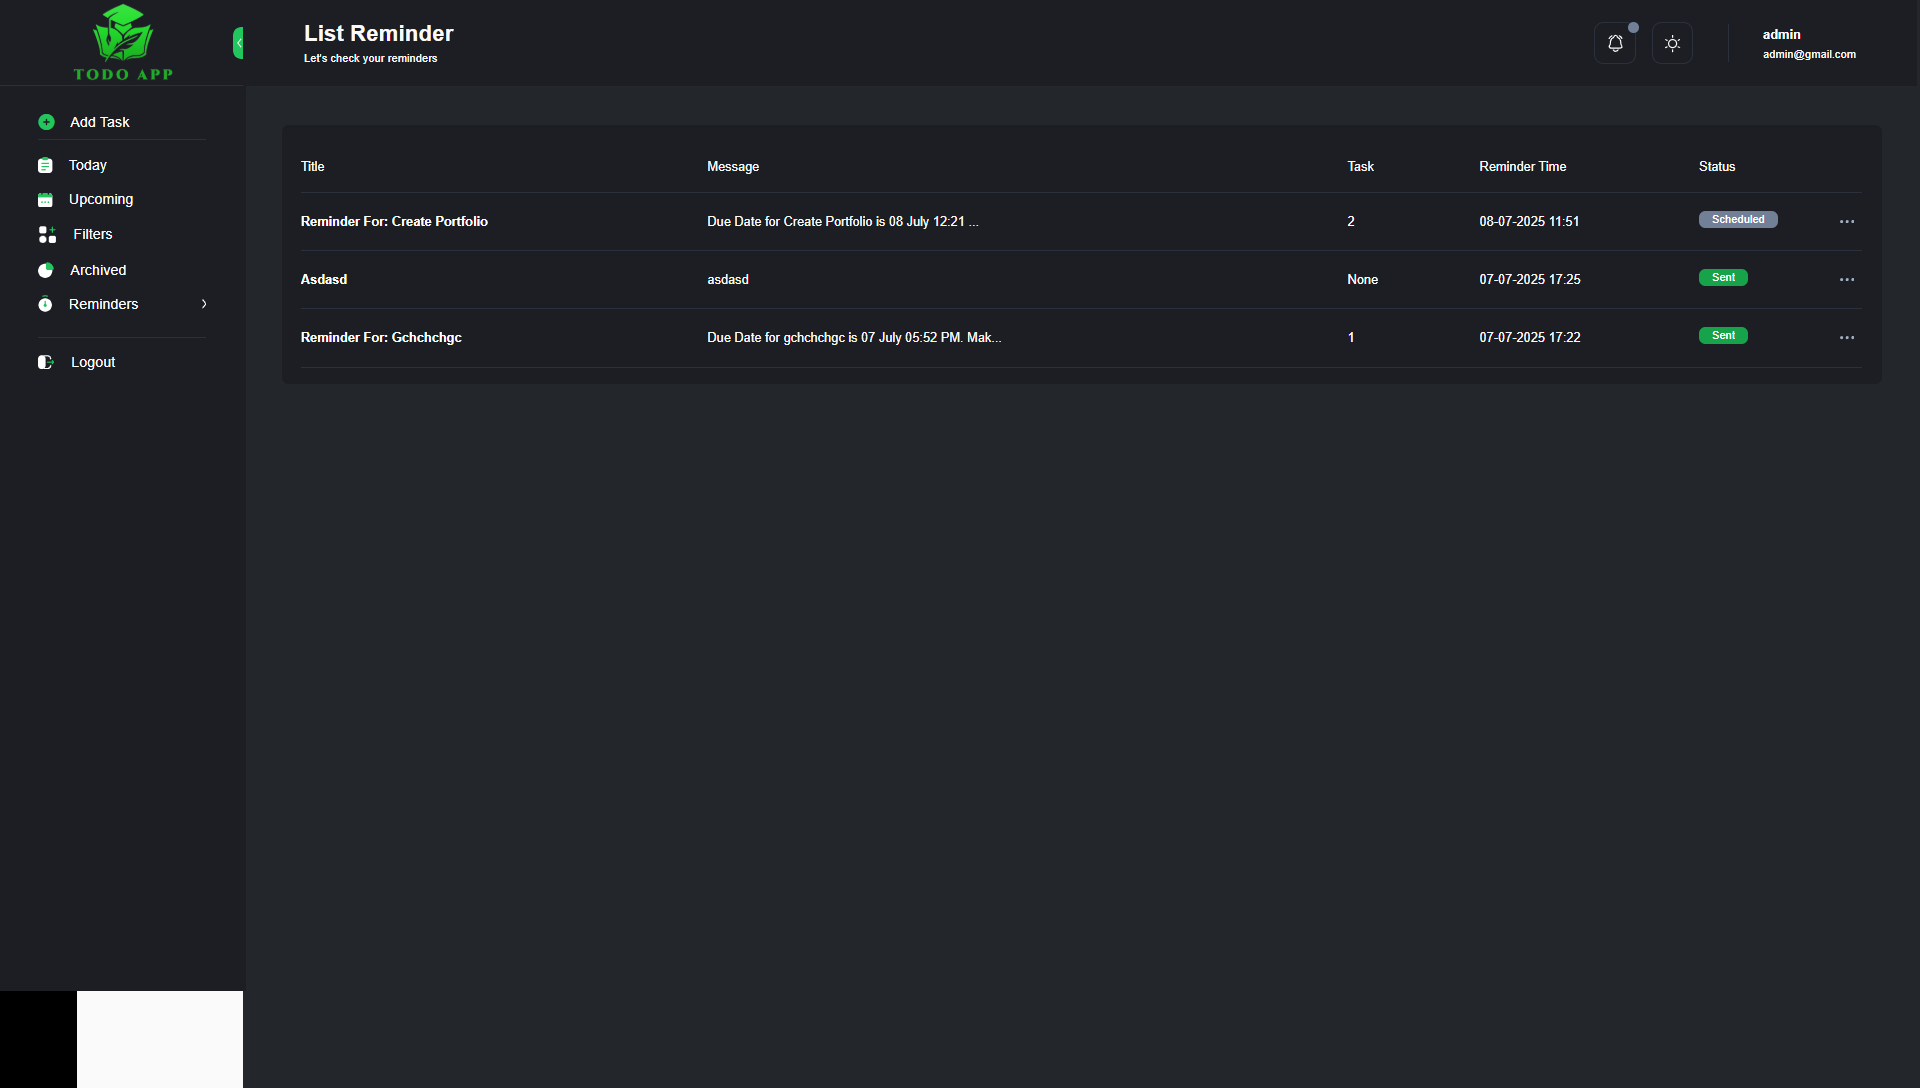 TODO APP
List Reminder
Let's check your reminders
admin
admin@gmail.com
Add Task
Today
Upcoming
Filters
Archived
Reminders
Logout
Title Message Task Reminder Time Status
Reminder For: Create Portfolio Due Date for Create Portfolio is 08 July 12:21 ... 2 08-07-2025 11:51 Scheduled
Asdasd asdasd None 07-07-2025 17:25 Sent
Reminder For: Gchchchgc Due Date for gchchchgc is 07 July 05:52 PM. Mak... 1 07-07-2025 17:22 Sent